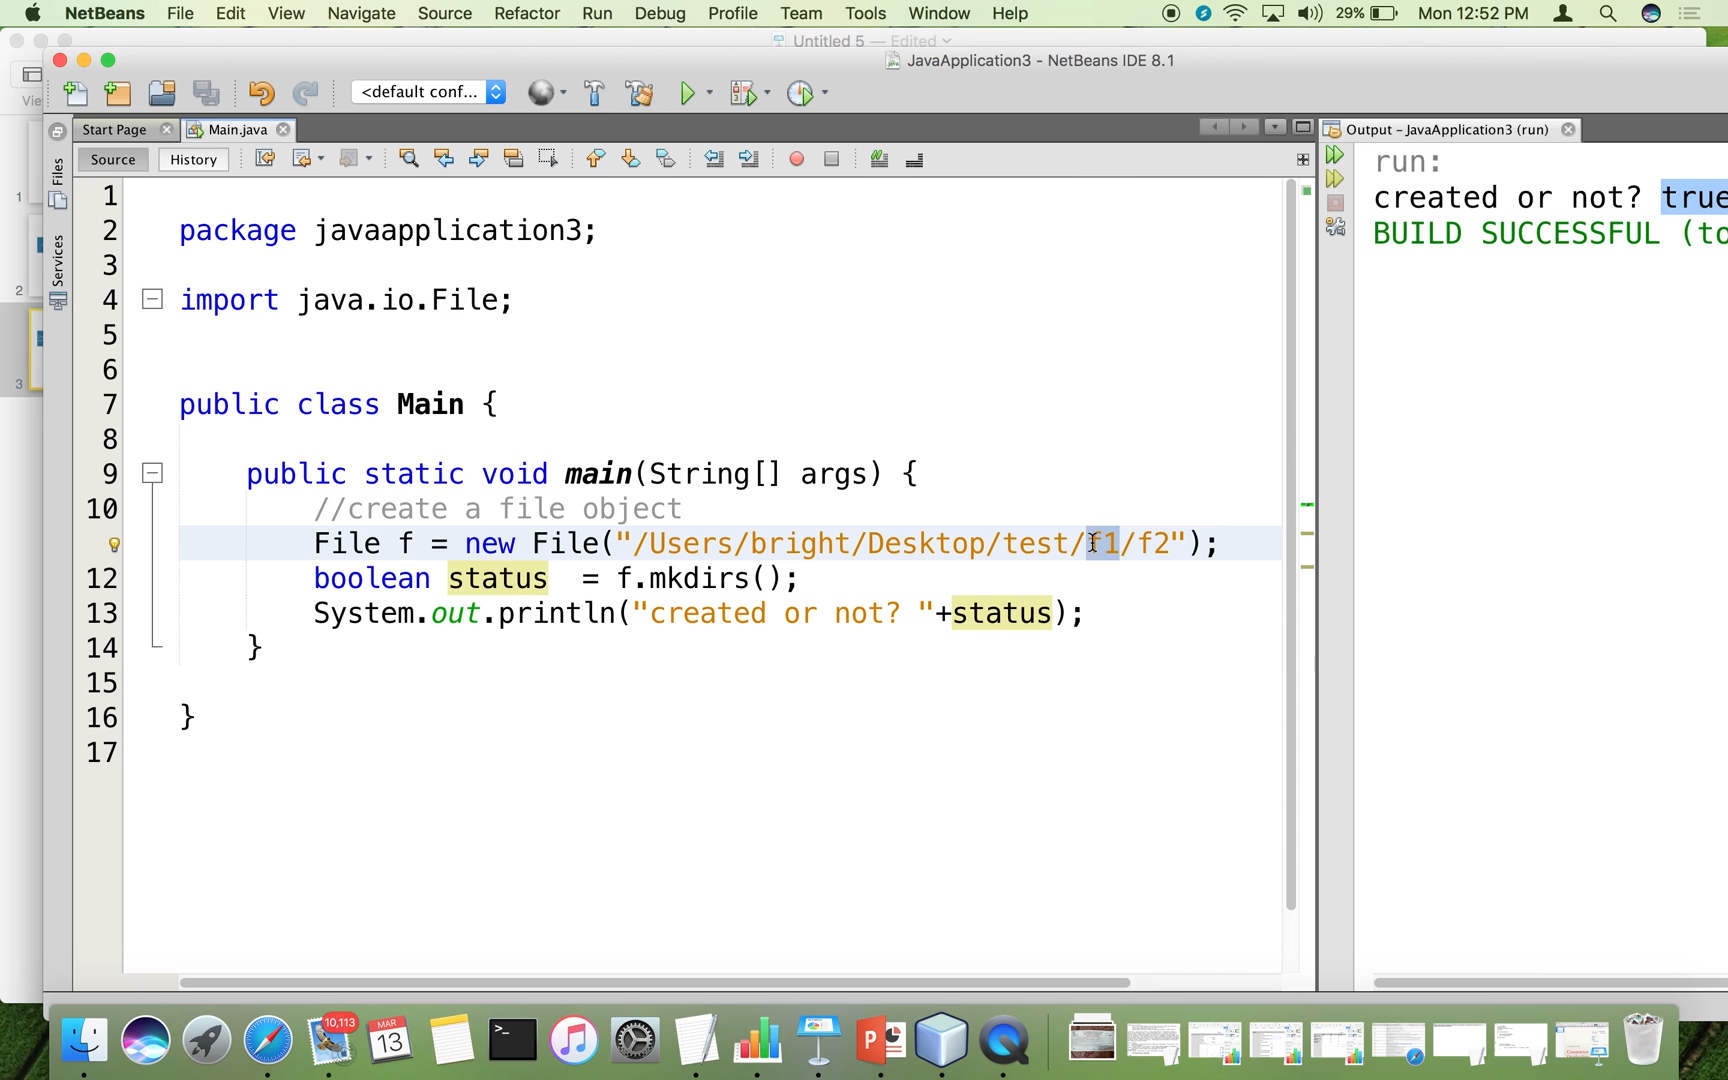 NetBeans File Edit View Navigate Source Refactor Run Debug Profile Team Tools Window Help 29% Mon 12:52 PM
Untitled 5 — Edited
JavaApplication3 - NetBeans IDE 8.1
<default conf...
Start Page Main.java
Output - JavaApplication3 (run)
Source History
Files
Services
run:
created or not? true
BUILD SUCCESSFUL (to
1
2 package javaapplication3;
3
4 import java.io.File;
5
6
7 public class Main {
8
9 public static void main(String[] args) {
10 //create a file object
File f = new File("/Users/bright/Desktop/test/f1/f2");
12 boolean status = f.mkdirs();
13 System.out.println("created or not? "+status);
14 }
15
16 }
17
1
2
3
10,113
MAR
13